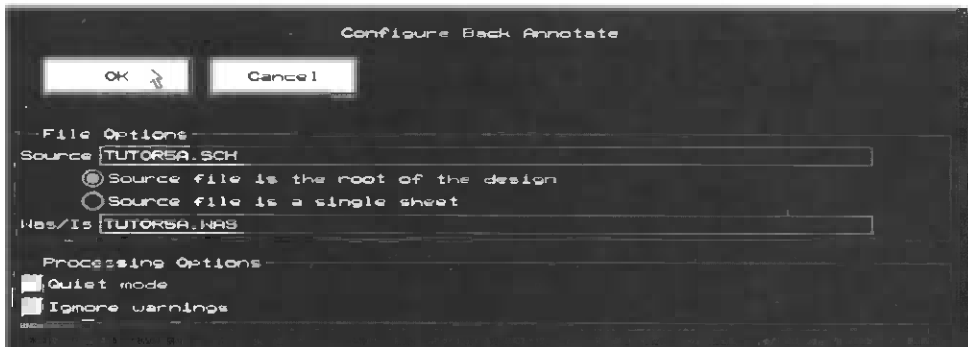 Configure Back Annotate
OK Cancel
File Options
Source TUTOR5A.SCH
Source file is the root of the design
Source file is a single sheet
Was/Is TUTOR5A.WAS
Processing Options
Quiet mode
Ignore warnings